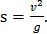 s = v²/g.